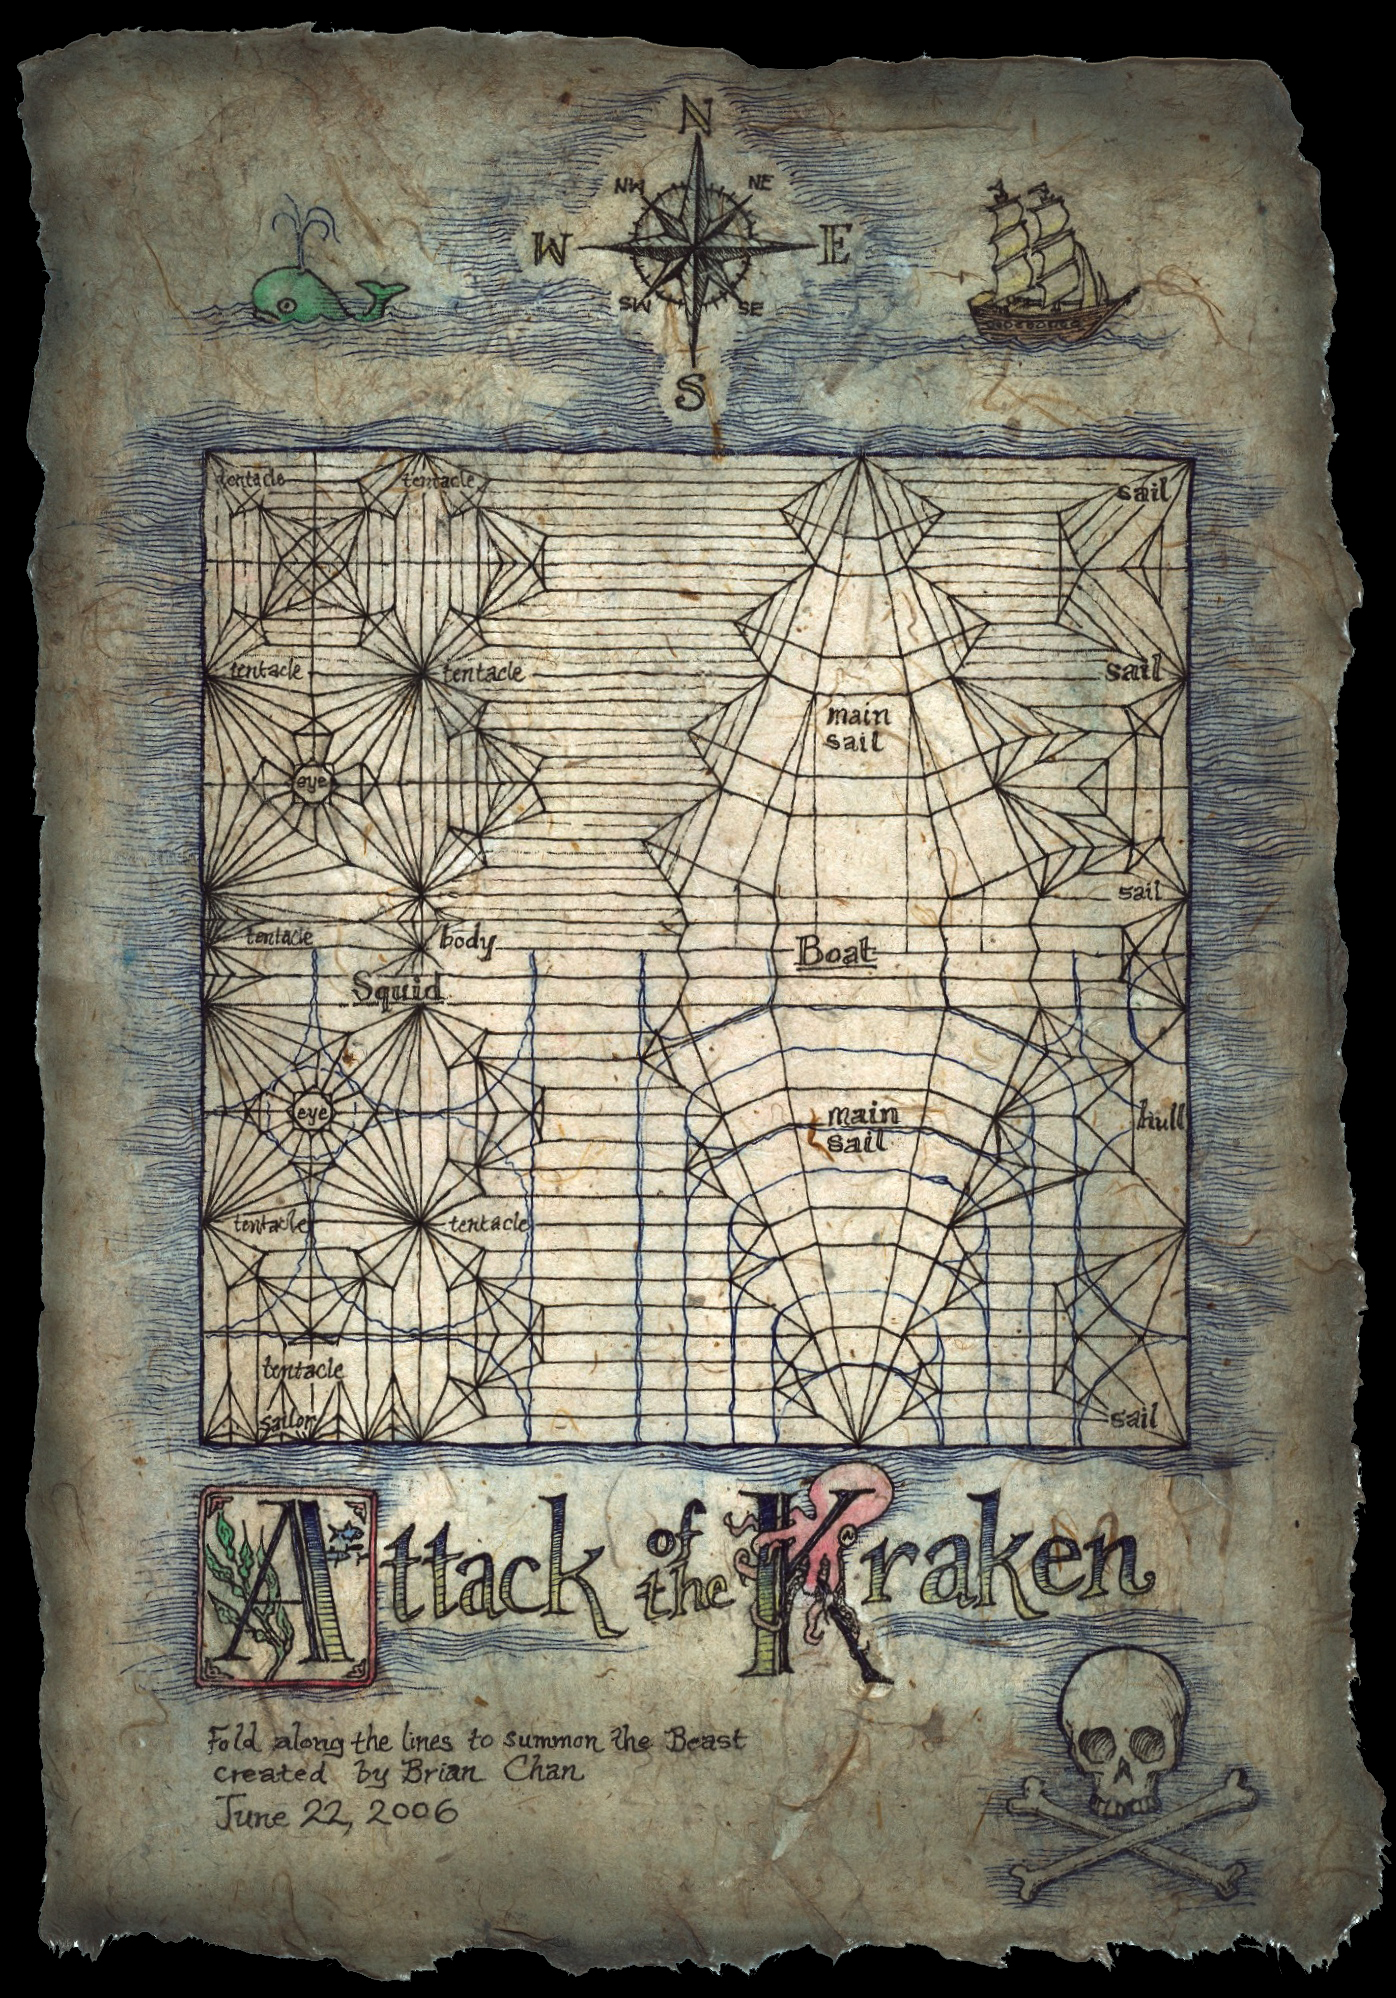 N
NW NE
W E
SW SE
S
tentacle tentacle sail
tentacle tentacle sail
main
sail
eye
sail
tentacle body Boat
Squid
eye main hull
sail
tentacle tentacle
tentacle
sailor sail
Attack of the Kraken
Fold along the lines to summon the Beast
created by Brian Chan
June 22, 2006